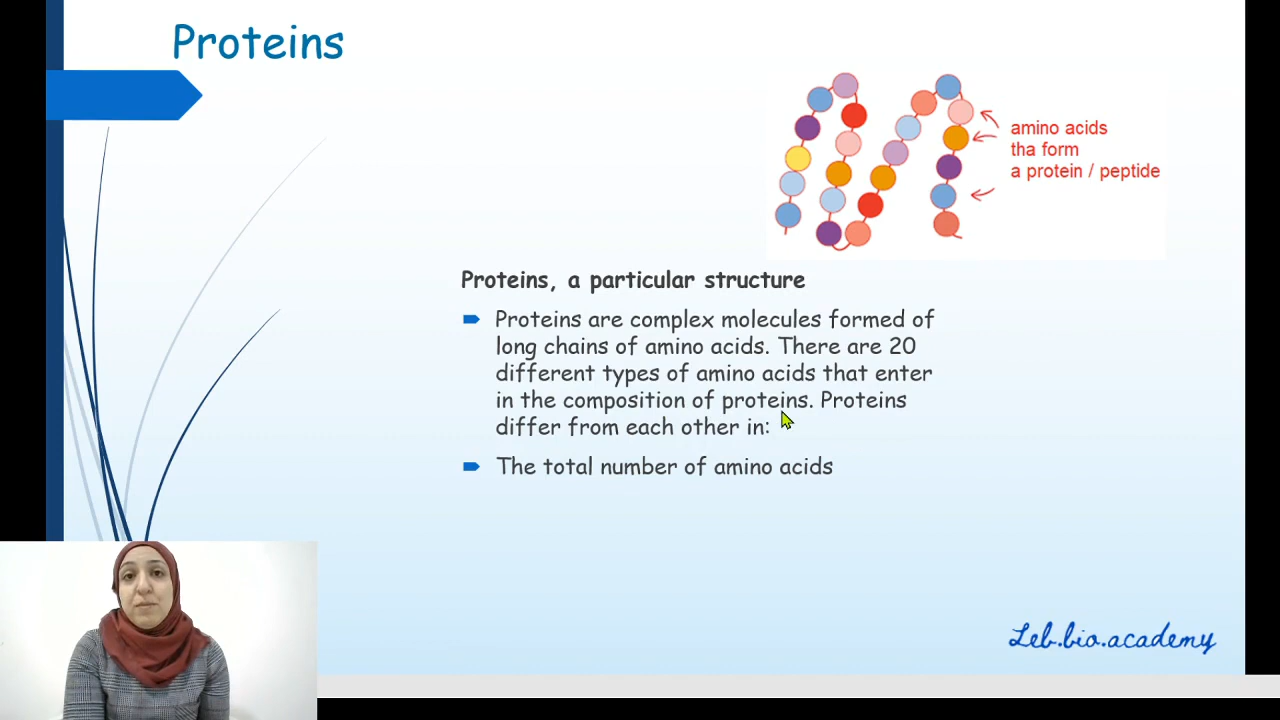 Proteins
amino acids
tha form
a protein / peptide
Proteins, a particular structure
Proteins are complex molecules formed of
long chains of amino acids. There are 20
different types of amino acids that enter
in the composition of proteins. Proteins
differ from each other in:
The total number of amino acids
Leb.bio.academy